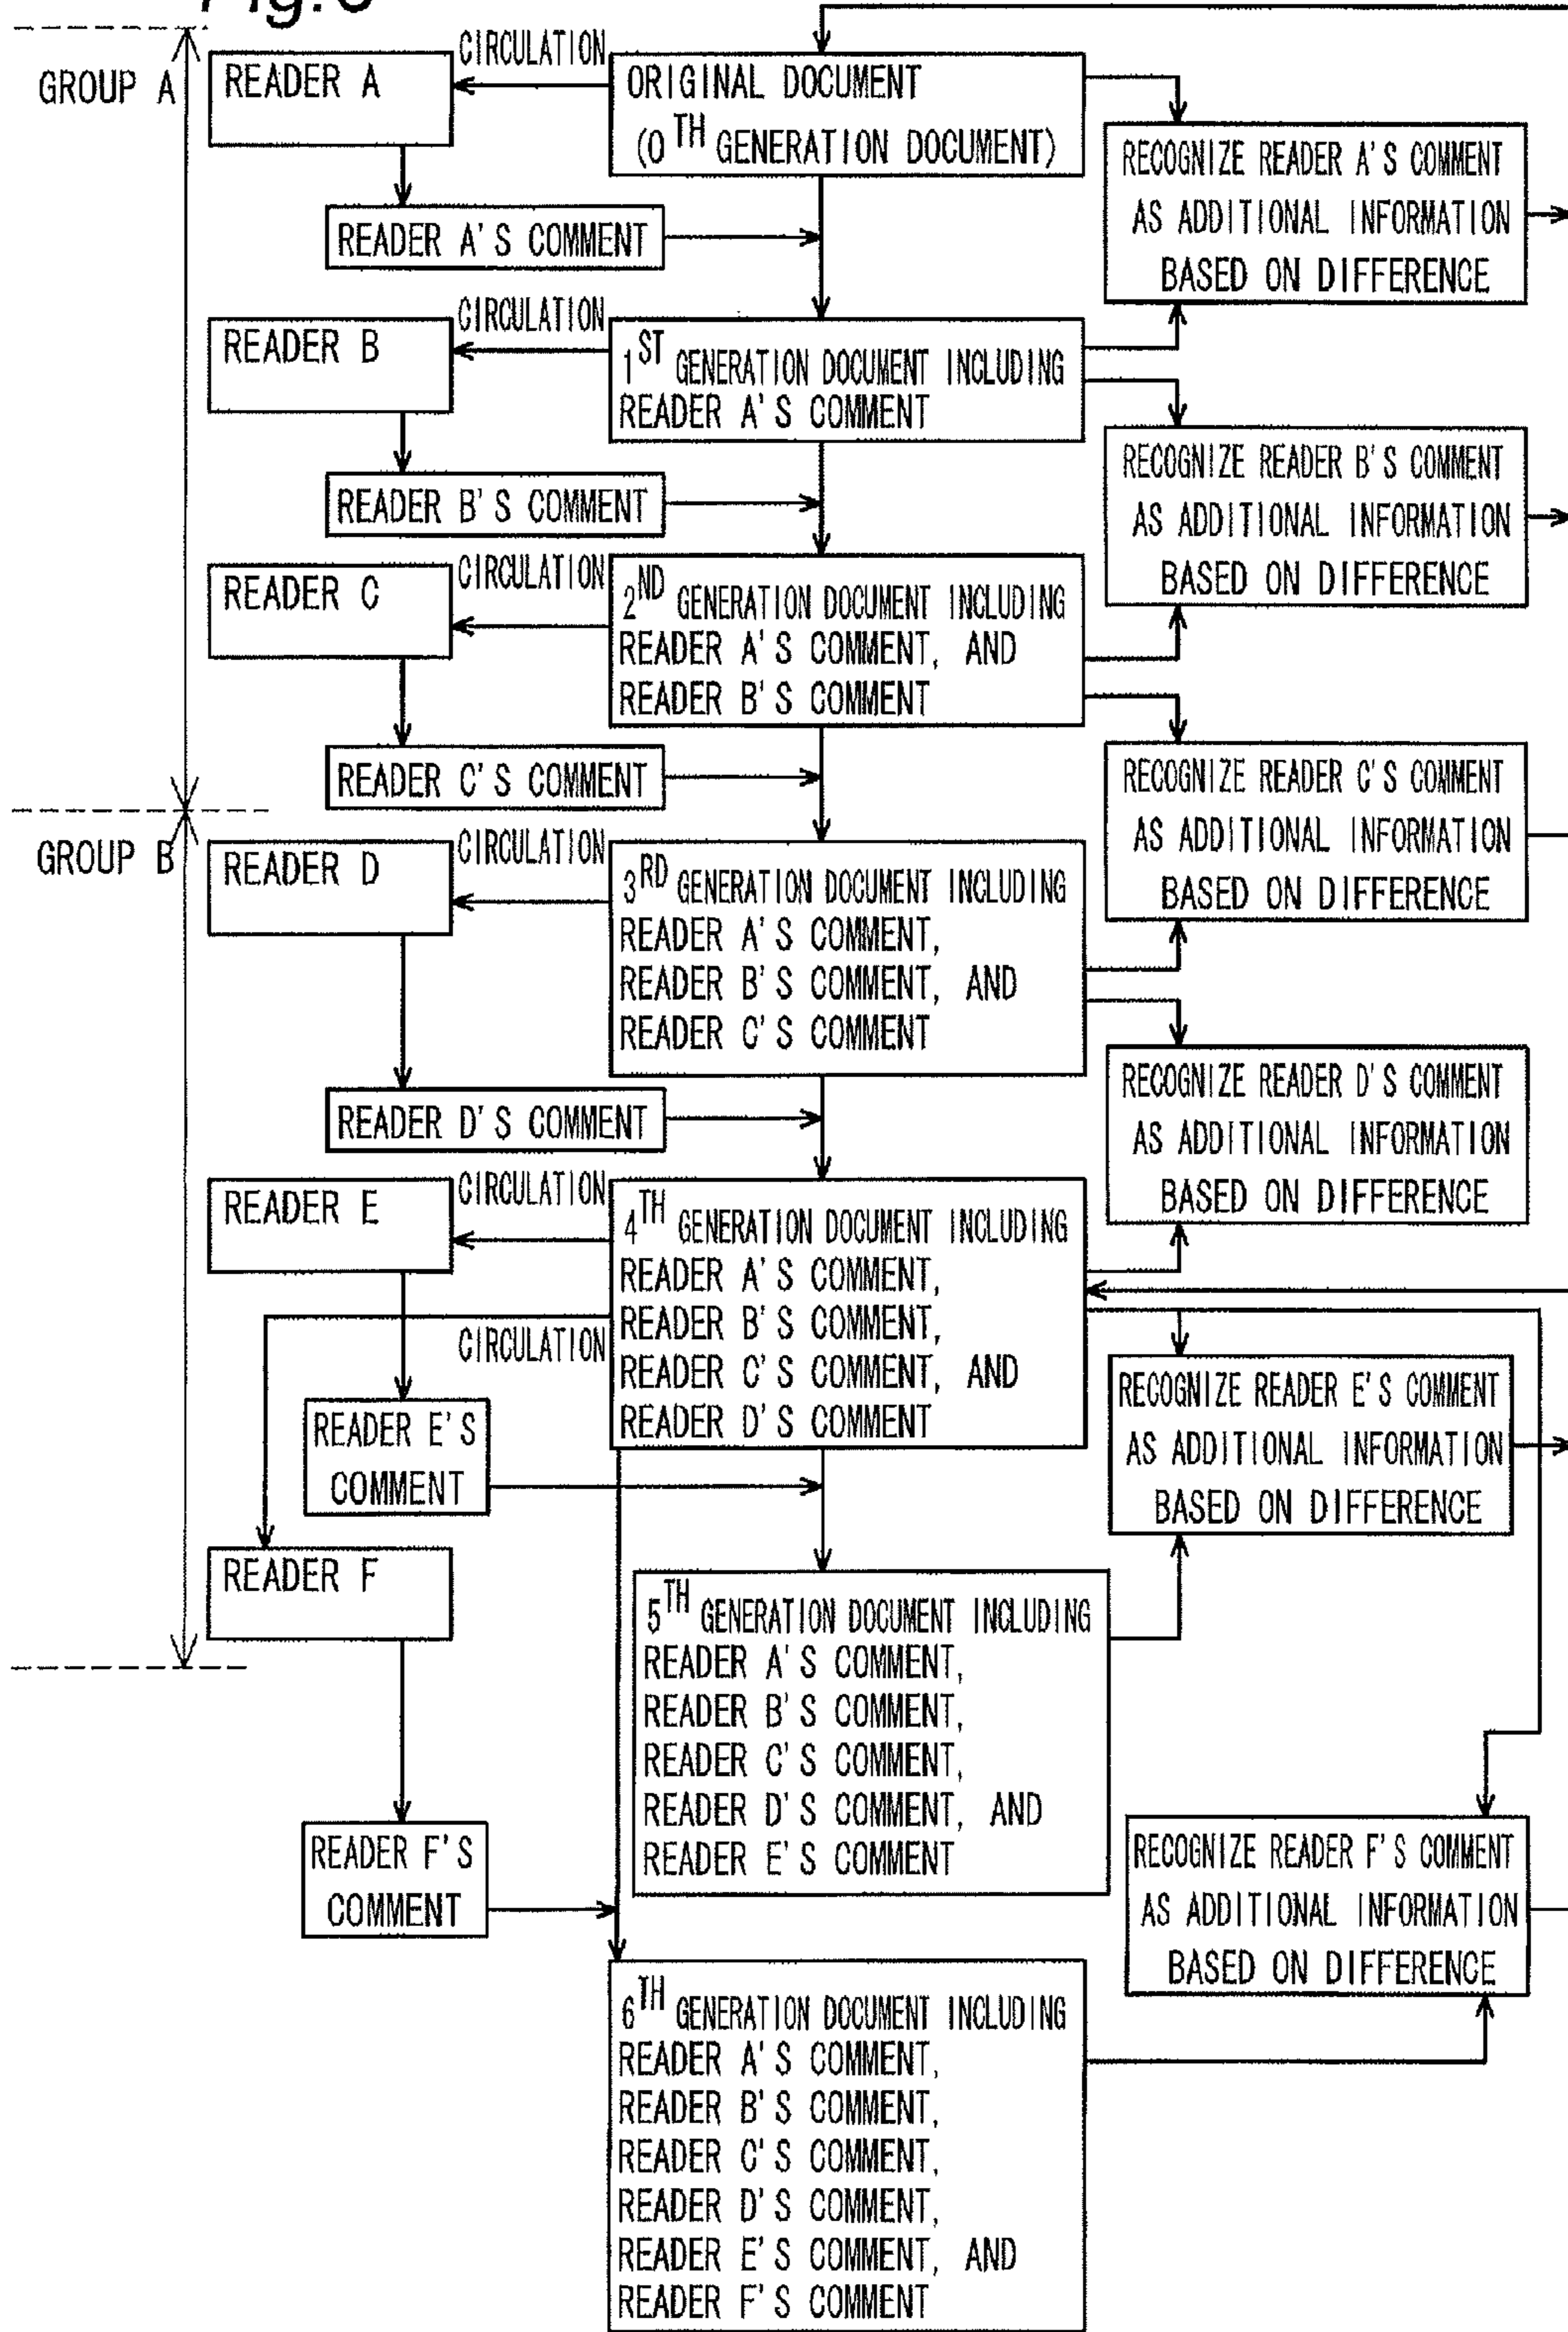 GROUP A
READER A
CIRCULATION
ORIGINAL DOCUMENT
(0TH GENERATION DOCUMENT)
RECOGNIZE READER A'S COMMENT
AS ADDITIONAL INFORMATION
BASED ON DIFFERENCE
READER A'S COMMENT
READER B
CIRCULATION
1ST GENERATION DOCUMENT INCLUDING
READER A'S COMMENT
RECOGNIZE READER B'S COMMENT
AS ADDITIONAL INFORMATION
BASED ON DIFFERENCE
READER B'S COMMENT
READER C
CIRCULATION
2ND GENERATION DOCUMENT INCLUDING
READER A'S COMMENT, AND
READER B'S COMMENT
RECOGNIZE READER C'S COMMENT
AS ADDITIONAL INFORMATION
BASED ON DIFFERENCE
READER C'S COMMENT
GROUP B
READER D
CIRCULATION
3RD GENERATION DOCUMENT INCLUDING
READER A'S COMMENT,
READER B'S COMMENT, AND
READER C'S COMMENT
RECOGNIZE READER D'S COMMENT
AS ADDITIONAL INFORMATION
BASED ON DIFFERENCE
READER D'S COMMENT
READER E
CIRCULATION
4TH GENERATION DOCUMENT INCLUDING
READER A'S COMMENT,
READER B'S COMMENT,
READER C'S COMMENT, AND
READER D'S COMMENT
CIRCULATION
RECOGNIZE READER E'S COMMENT
AS ADDITIONAL INFORMATION
BASED ON DIFFERENCE
READER E'S
COMMENT
READER F
5TH GENERATION DOCUMENT INCLUDING
READER A'S COMMENT,
READER B'S COMMENT,
READER C'S COMMENT,
READER D'S COMMENT, AND
READER E'S COMMENT
READER F'S
COMMENT
RECOGNIZE READER F'S COMMENT
AS ADDITIONAL INFORMATION
BASED ON DIFFERENCE
6TH GENERATION DOCUMENT INCLUDING
READER A'S COMMENT,
READER B'S COMMENT,
READER C'S COMMENT,
READER D'S COMMENT,
READER E'S COMMENT, AND
READER F'S COMMENT